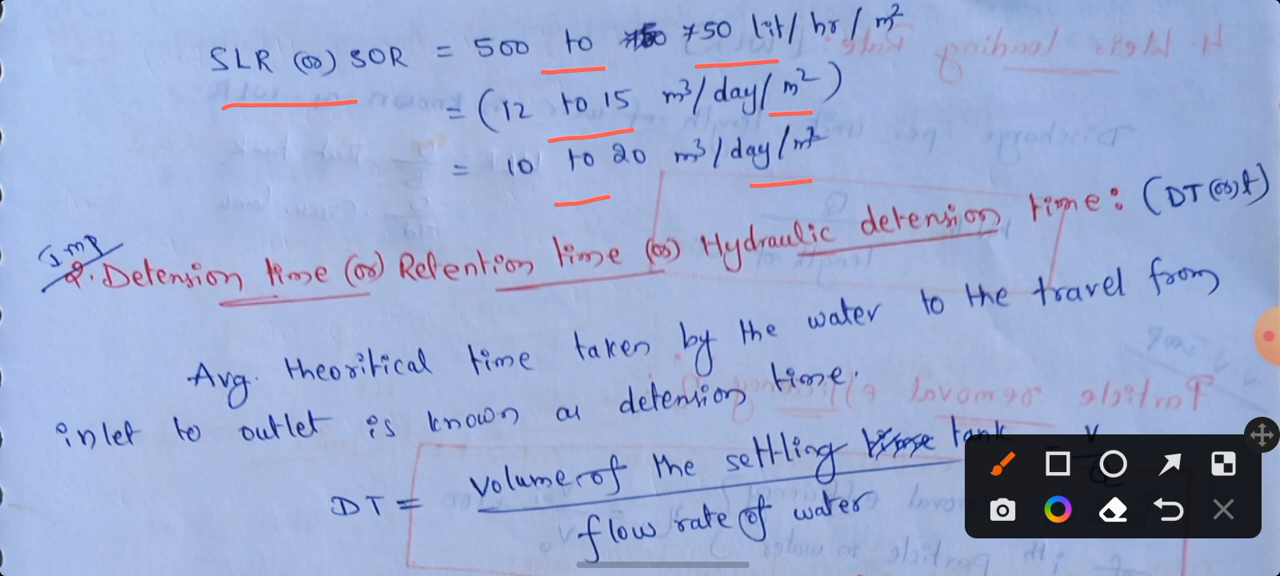 SLR (or) SOR = 500 to 750 lit/hr/m²
= (12 to 15 m³/day/m²)
= 10 to 20 m³/day/m²
Imp
2. Detension time (or) Retention time (or) Hydraulic detension time: (DT (or) t)
Avg. theoritical time taken by the water to the travel from
inlet to outlet is known as detension time.
DT = volume of the settling tank
flow rate of water